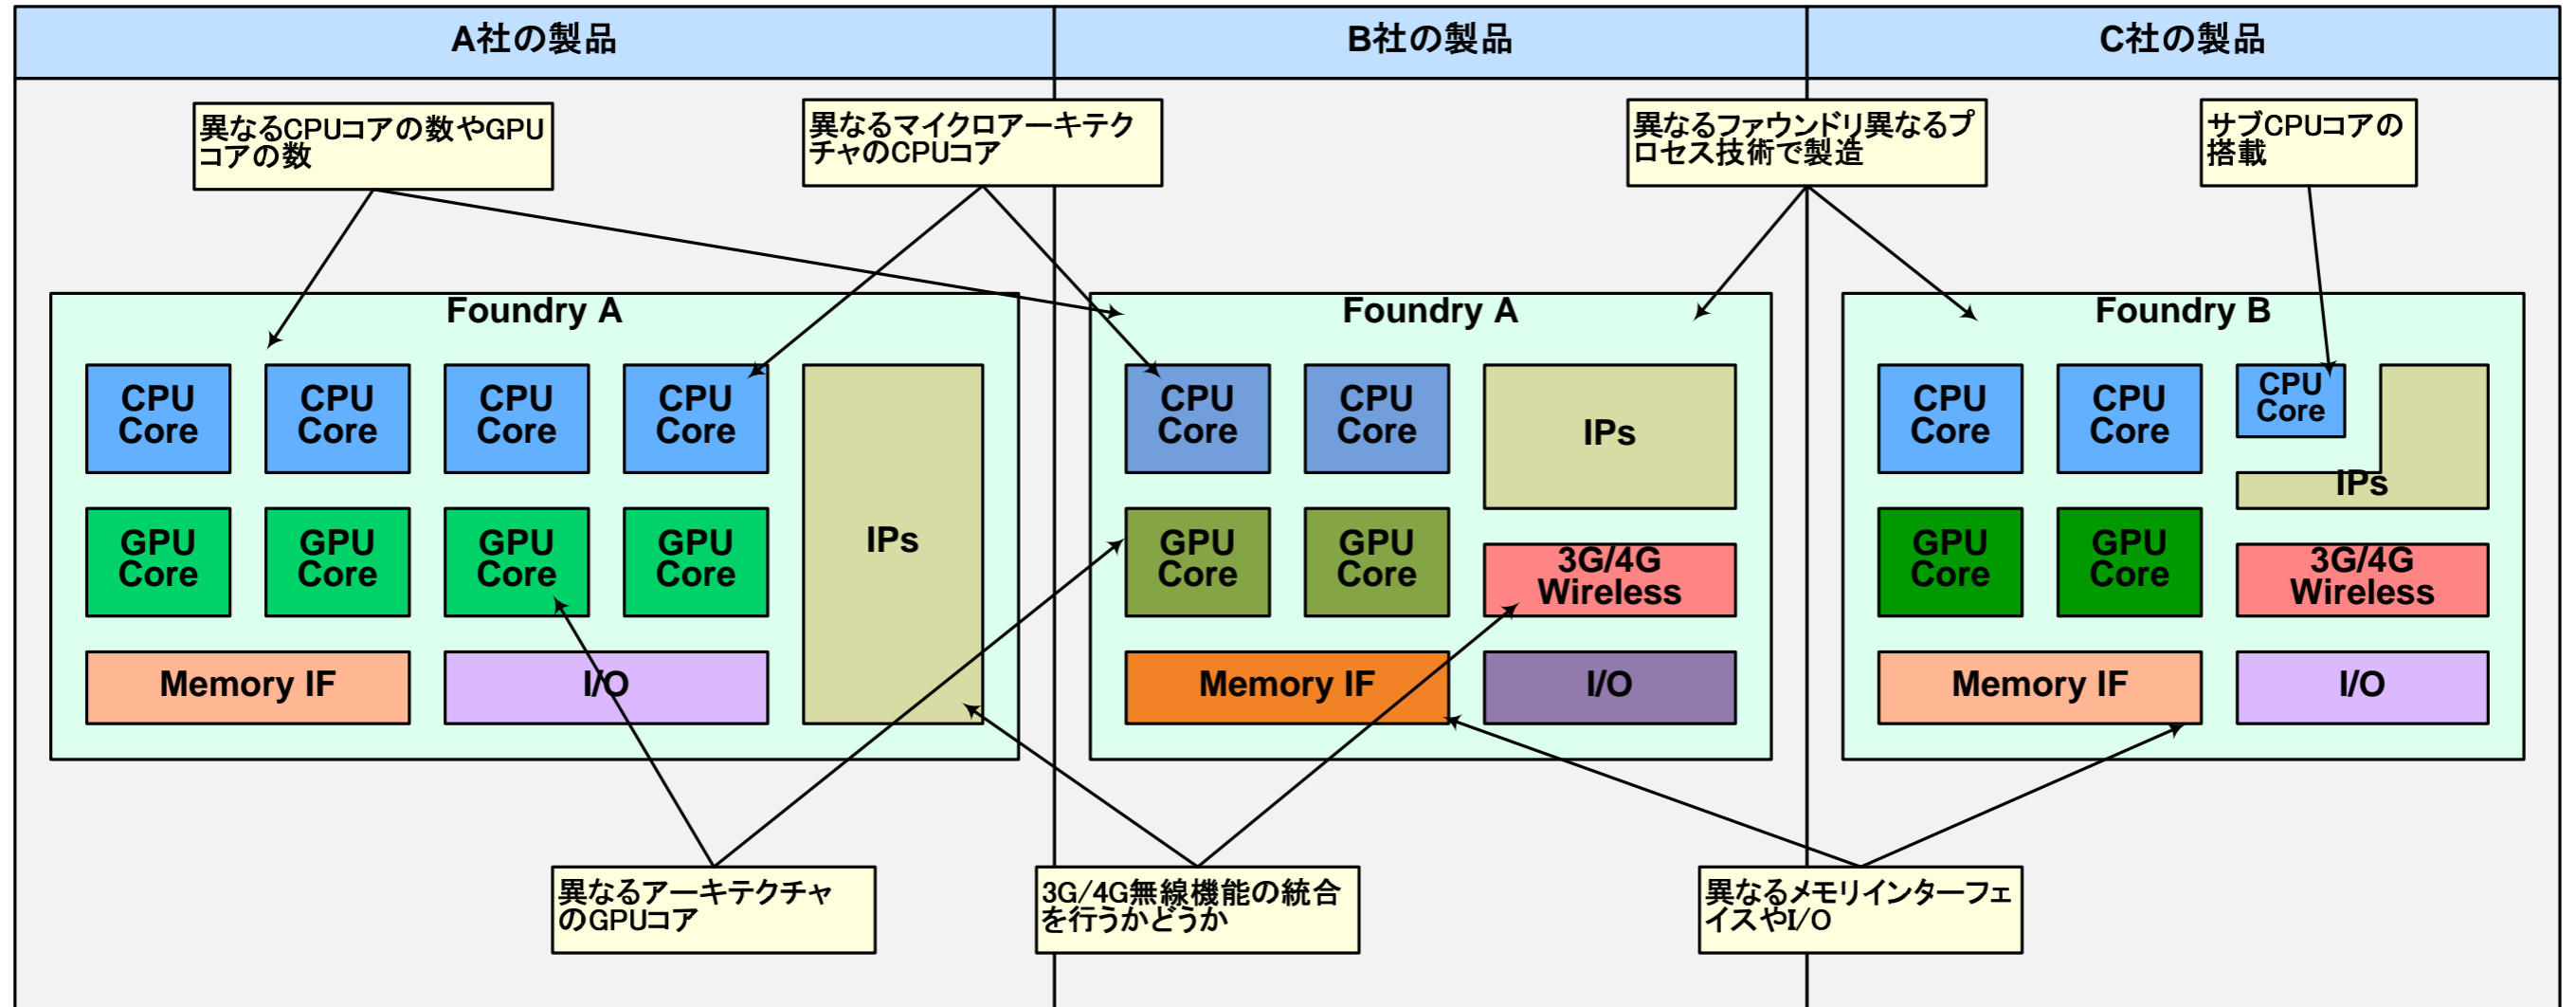 A社の製品
B社の製品
C社の製品
異なるCPUコアの数やGPU
コアの数
異なるマイクロアーキテク
チャのCPUコア
異なるファウンドリ異なるプ
ロセス技術で製造
サブCPUコアの
搭載
Foundry A
CPU
Core
CPU
Core
CPU
Core
CPU
Core
IPs
GPU
Core
GPU
Core
GPU
Core
GPU
Core
Memory IF
I/O
Foundry A
CPU
Core
CPU
Core
IPs
GPU
Core
GPU
Core
3G/4G
Wireless
Memory IF
I/O
Foundry B
CPU
Core
CPU
Core
CPU
Core
IPs
GPU
Core
GPU
Core
3G/4G
Wireless
Memory IF
I/O
異なるアーキテクチャ
のGPUコア
3G/4G無線機能の統合
を行うかどうか
異なるメモリインターフェ
イスやI/O